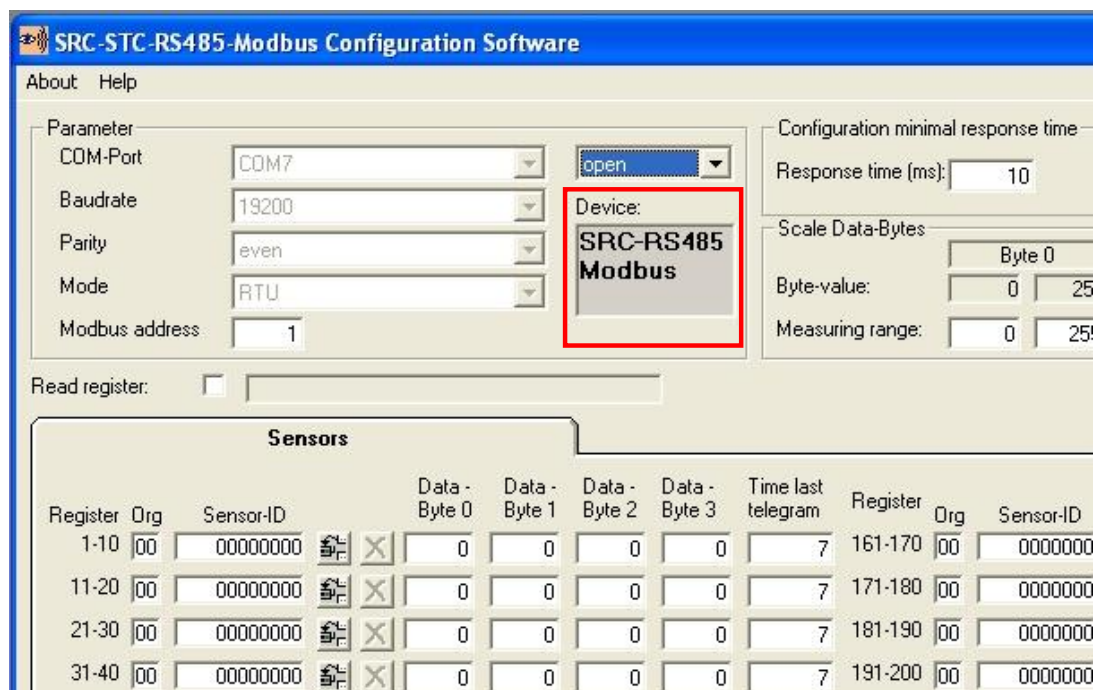 SRC-STC-RS485-Modbus Configuration Software
About Help
Parameter
COM-Port COM7 open
Baudrate 19200
Parity even
Mode RTU
Modbus address 1
Device:
SRC-RS485
Modbus
Configuration minimal response time
Response time (ms): 10
Scale Data-Bytes
Byte 0
Byte-value: 0 25
Measuring range: 0 255
Read register:
Sensors
Register Org Sensor-ID Data - Byte 0 Data - Byte 1 Data - Byte 2 Data - Byte 3 Time last telegram Register Org Sensor-ID
1-10 00 00000000 0 0 0 0 7 161-170 00 0000000
11-20 00 00000000 0 0 0 0 7 171-180 00 0000000
21-30 00 00000000 0 0 0 0 7 181-190 00 0000000
31-40 00 00000000 0 0 0 0 7 191-200 00 0000000